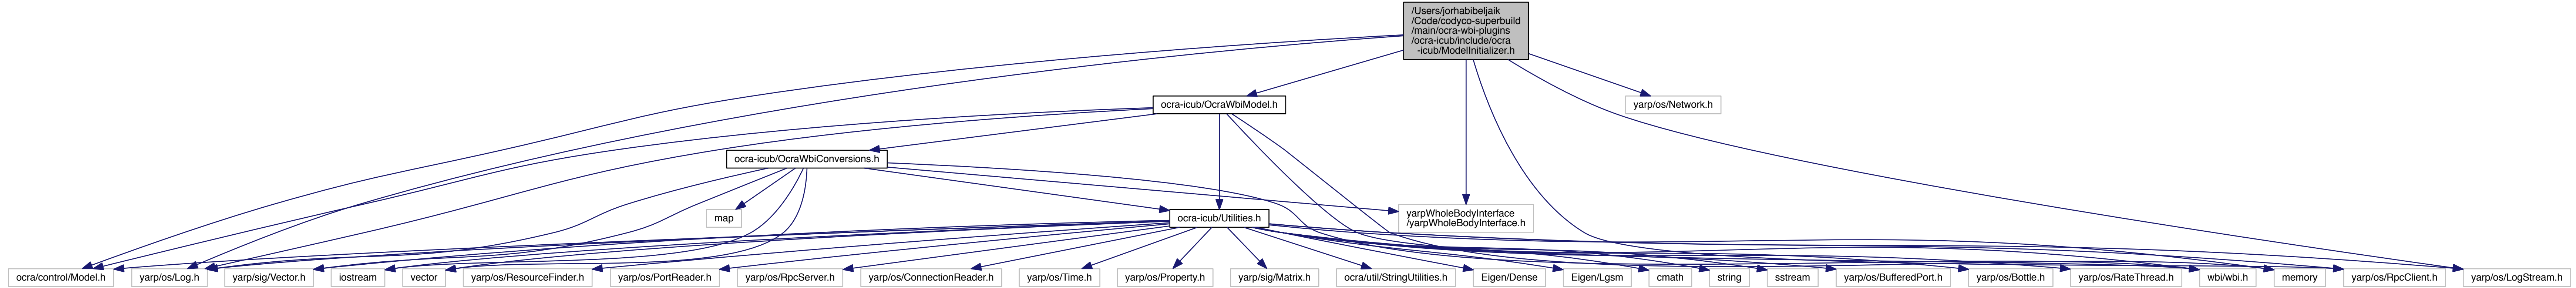 /Users/jorhabibeljaik
/Code/codyco-superbuild
/main/ocra-wbi-plugins
/ocra-icub/include/ocra
-icub/ModelInitializer.h
ocra-icub/OcraWbiModel.h
yarp/os/Network.h
ocra-icub/OcraWbiConversions.h
map
ocra-icub/Utilities.h
yarpWholeBodyInterface
/yarpWholeBodyInterface.h
ocra/control/Model.h
yarp/os/Log.h
yarp/sig/Vector.h
iostream
vector
yarp/os/ResourceFinder.h
yarp/os/PortReader.h
yarp/os/RpcServer.h
yarp/os/ConnectionReader.h
yarp/os/Time.h
yarp/os/Property.h
yarp/sig/Matrix.h
ocra/util/StringUtilities.h
Eigen/Dense
Eigen/Lgsm
cmath
string
sstream
yarp/os/BufferedPort.h
yarp/os/Bottle.h
yarp/os/RateThread.h
wbi/wbi.h
memory
yarp/os/RpcClient.h
yarp/os/LogStream.h